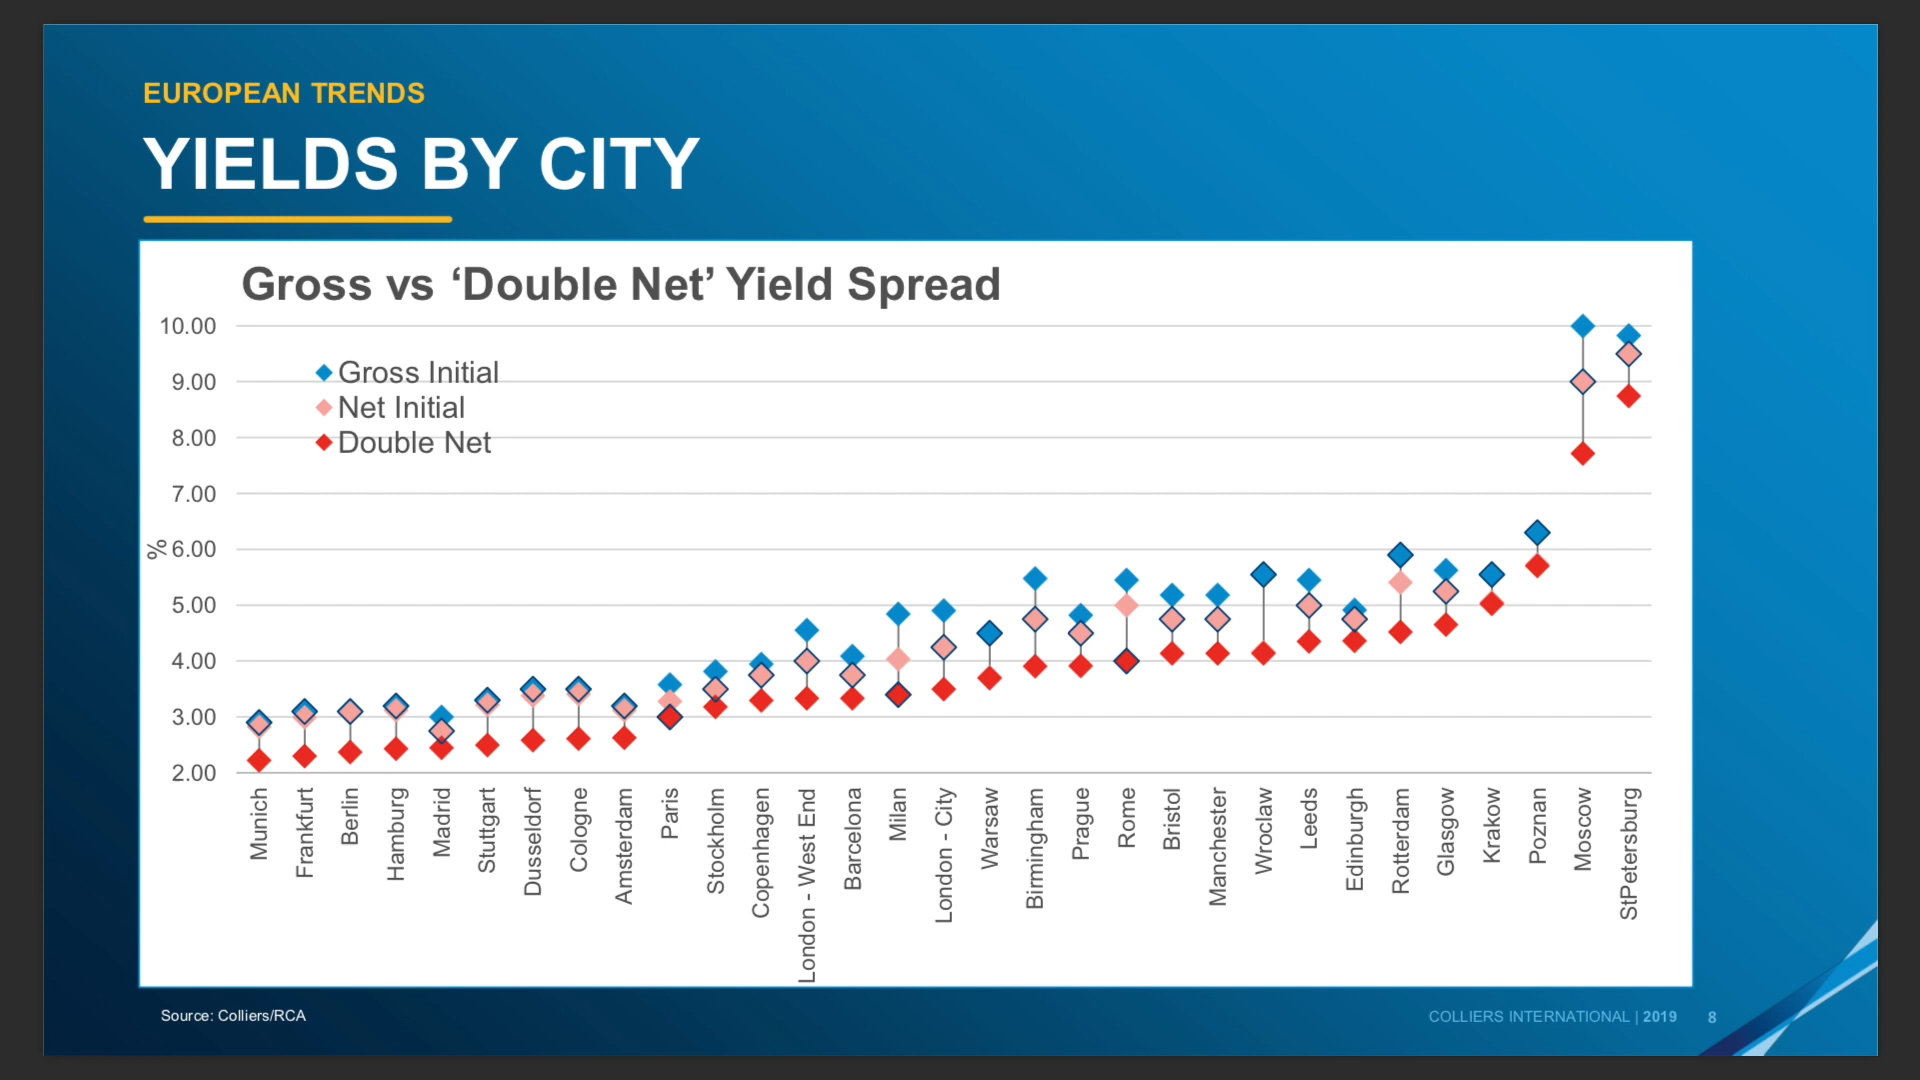 EUROPEAN TRENDS
YIELDS BY CITY
Gross vs ‘Double Net’ Yield Spread
10.00
9.00
8.00
7.00
6.00
5.00
4.00
3.00
2.00
%
Gross Initial
Net Initial
Double Net
Munich
Frankfurt
Berlin
Hamburg
Madrid
Stuttgart
Dusseldorf
Cologne
Amsterdam
Paris
Stockholm
Copenhagen
London - West End
Barcelona
Milan
London - City
Warsaw
Birmingham
Prague
Rome
Bristol
Manchester
Wroclaw
Leeds
Edinburgh
Rotterdam
Glasgow
Krakow
Poznan
Moscow
StPetersburg
Source: Colliers/RCA
COLLIERS INTERNATIONAL | 2019
8